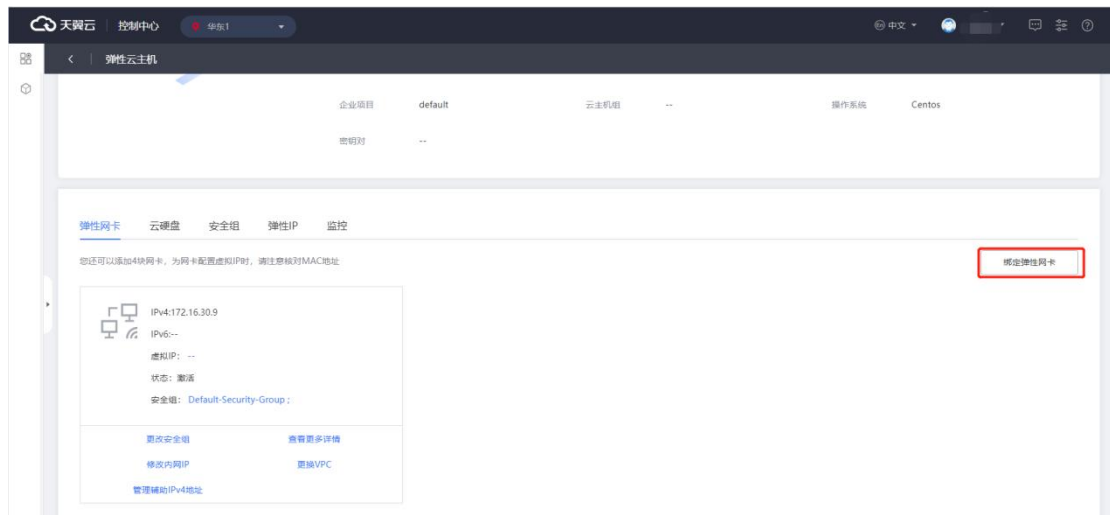 天翼云 控制中心 华东1 中文
弹性云主机
企业项目 default 云主机组 -- 操作系统 Centos
密钥对 --
弹性网卡 云硬盘 安全组 弹性IP 监控
您还可以添加4块网卡，为网卡配置虚拟IP时，请注意核对MAC地址 绑定弹性网卡
IPv4:172.16.30.9
IPv6:--
虚拟IP： --
状态：激活
安全组： Default-Security-Group ;
更改安全组 查看更多详情
修改内网IP 更换VPC
管理辅助IPv4地址